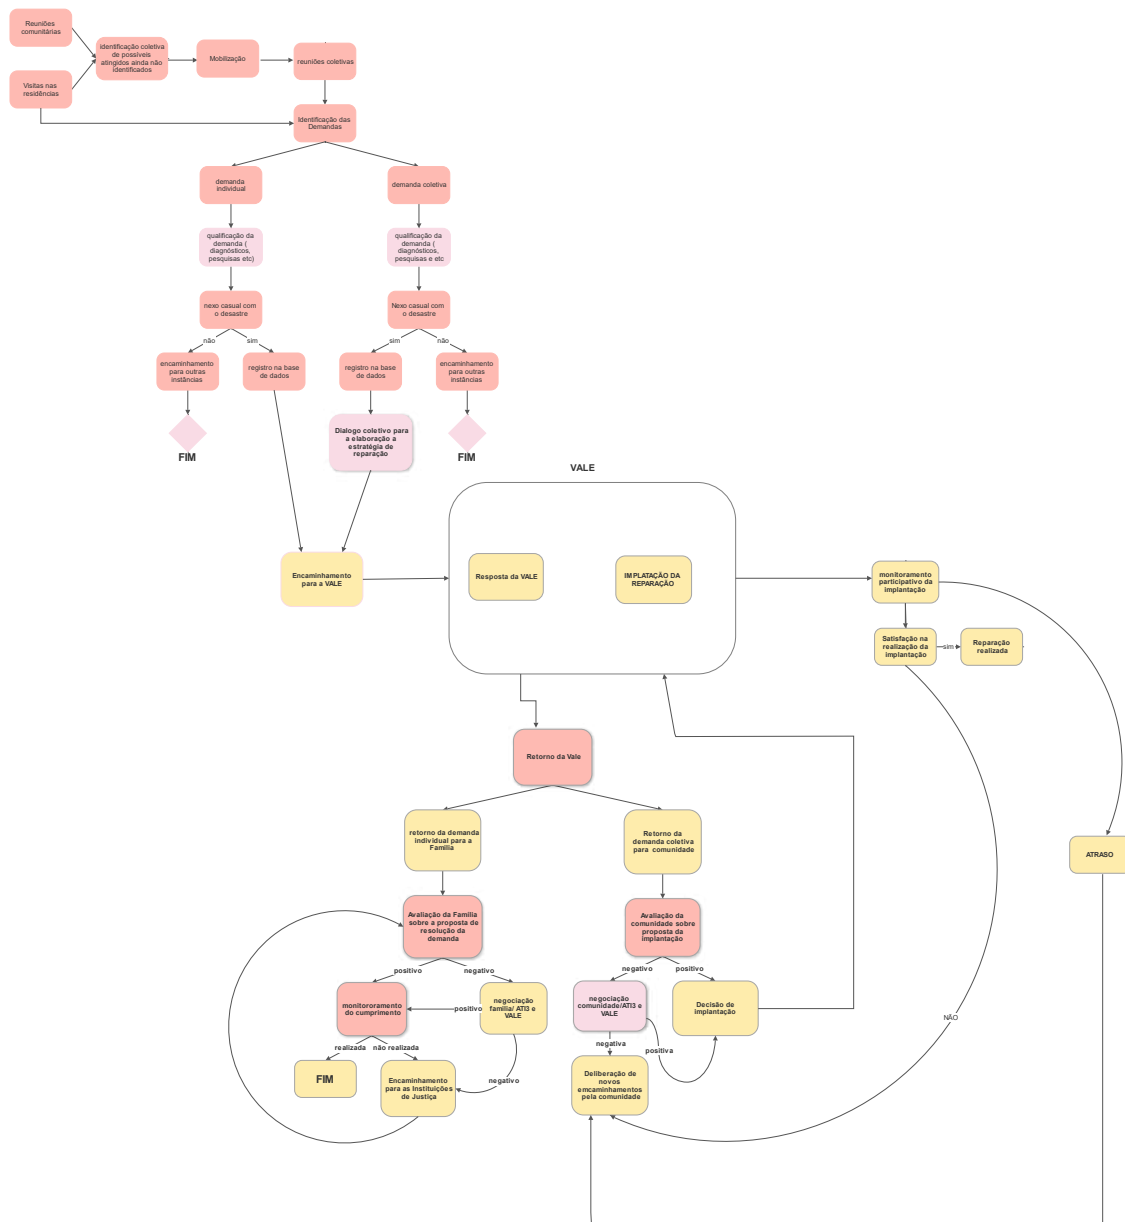 Reuniões
comunitárias
Visitas nas
residências
identificação coletiva
de possíveis
atingidos ainda não
identificados
Mobilização
reuniões coletivas
Identificação das
Demandas
demanda
individual
demanda coletiva
qualificação da
demanda (
diagnósticos,
pesquisas etc)
qualificação da
demanda (
diagnósticos,
pesquisas e etc
nexo casual com
o desastre
Nexo casual com
o desastre
não
sim
sim
não
encaminhamento
para outras
instâncias
registro na base
de dados
registro na base
de dados
encaminhamento
para outras
instâncias
FIM
Dialogo coletivo para
a elaboração a
estratégia de
reparação
FIM
VALE
Encaminhamento
para a VALE
Resposta da VALE
IMPLATAÇÃO DA
REPARAÇÃO
monitoramento
participativo da
implantação
Satisfação na
realização da
implantação
sim
Reparação
realizada
Retorno da Vale
retorno da demanda
individual para a
Família
Retorno da
demanda coletiva
para comunidade
ATRASO
Avaliação da Família
sobre a proposta de
resolução da
demanda
Avaliação da
comunidade sobre
proposta da
implantação
positivo
negativo
negativo
positivo
monitororamento
do cumprimento
positivo
negociação
família/ ATI3 e
VALE
negociação
comunidade/ATI3 e
VALE
Decisão de
implantação
NÃO
realizada
não realizada
negativa
positiva
FIM
Encaminhamento
para as Instituições
de Justiça
negativo
Deliberação de
novos
emcaminhamentos
pela comunidade